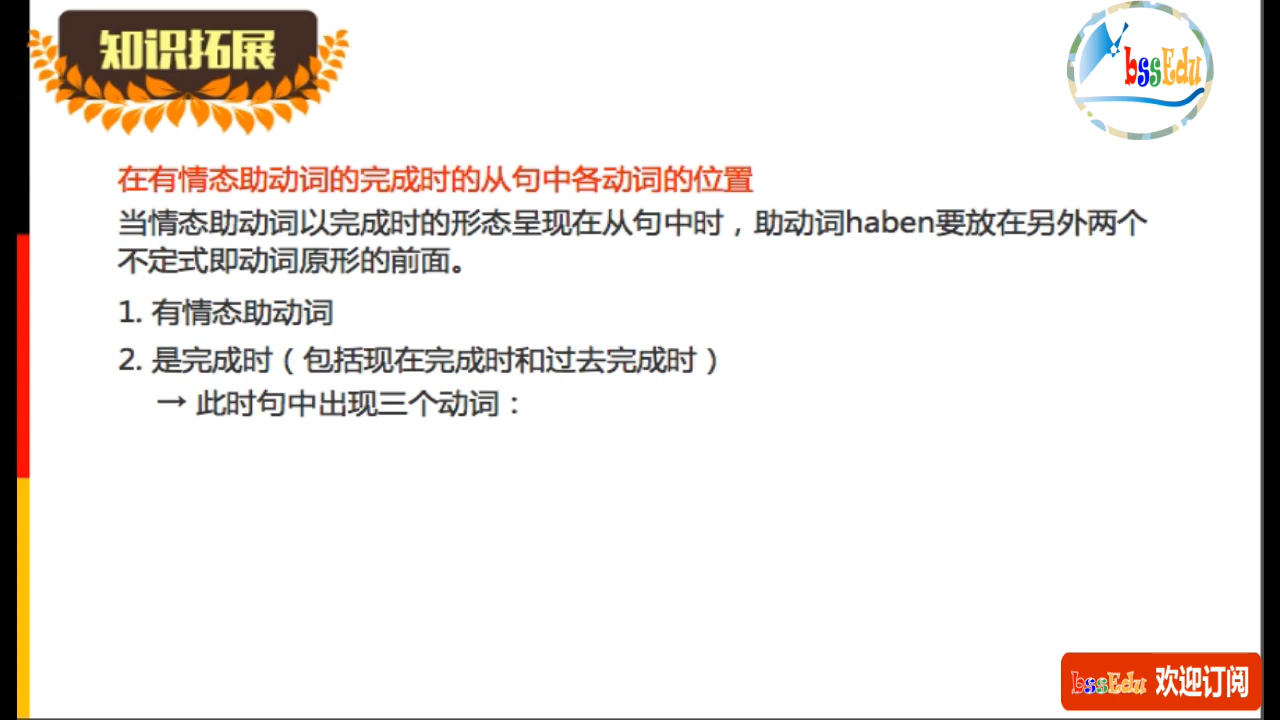 知识拓展
bssEdu
在有情态助动词的完成时的从句中各动词的位置
当情态助动词以完成时的形态呈现在从句中时，助动词haben要放在另外两个
不定式即动词原形的前面。
1. 有情态助动词
2. 是完成时（包括现在完成时和过去完成时）
→ 此时句中出现三个动词：
bssEdu 欢迎订阅